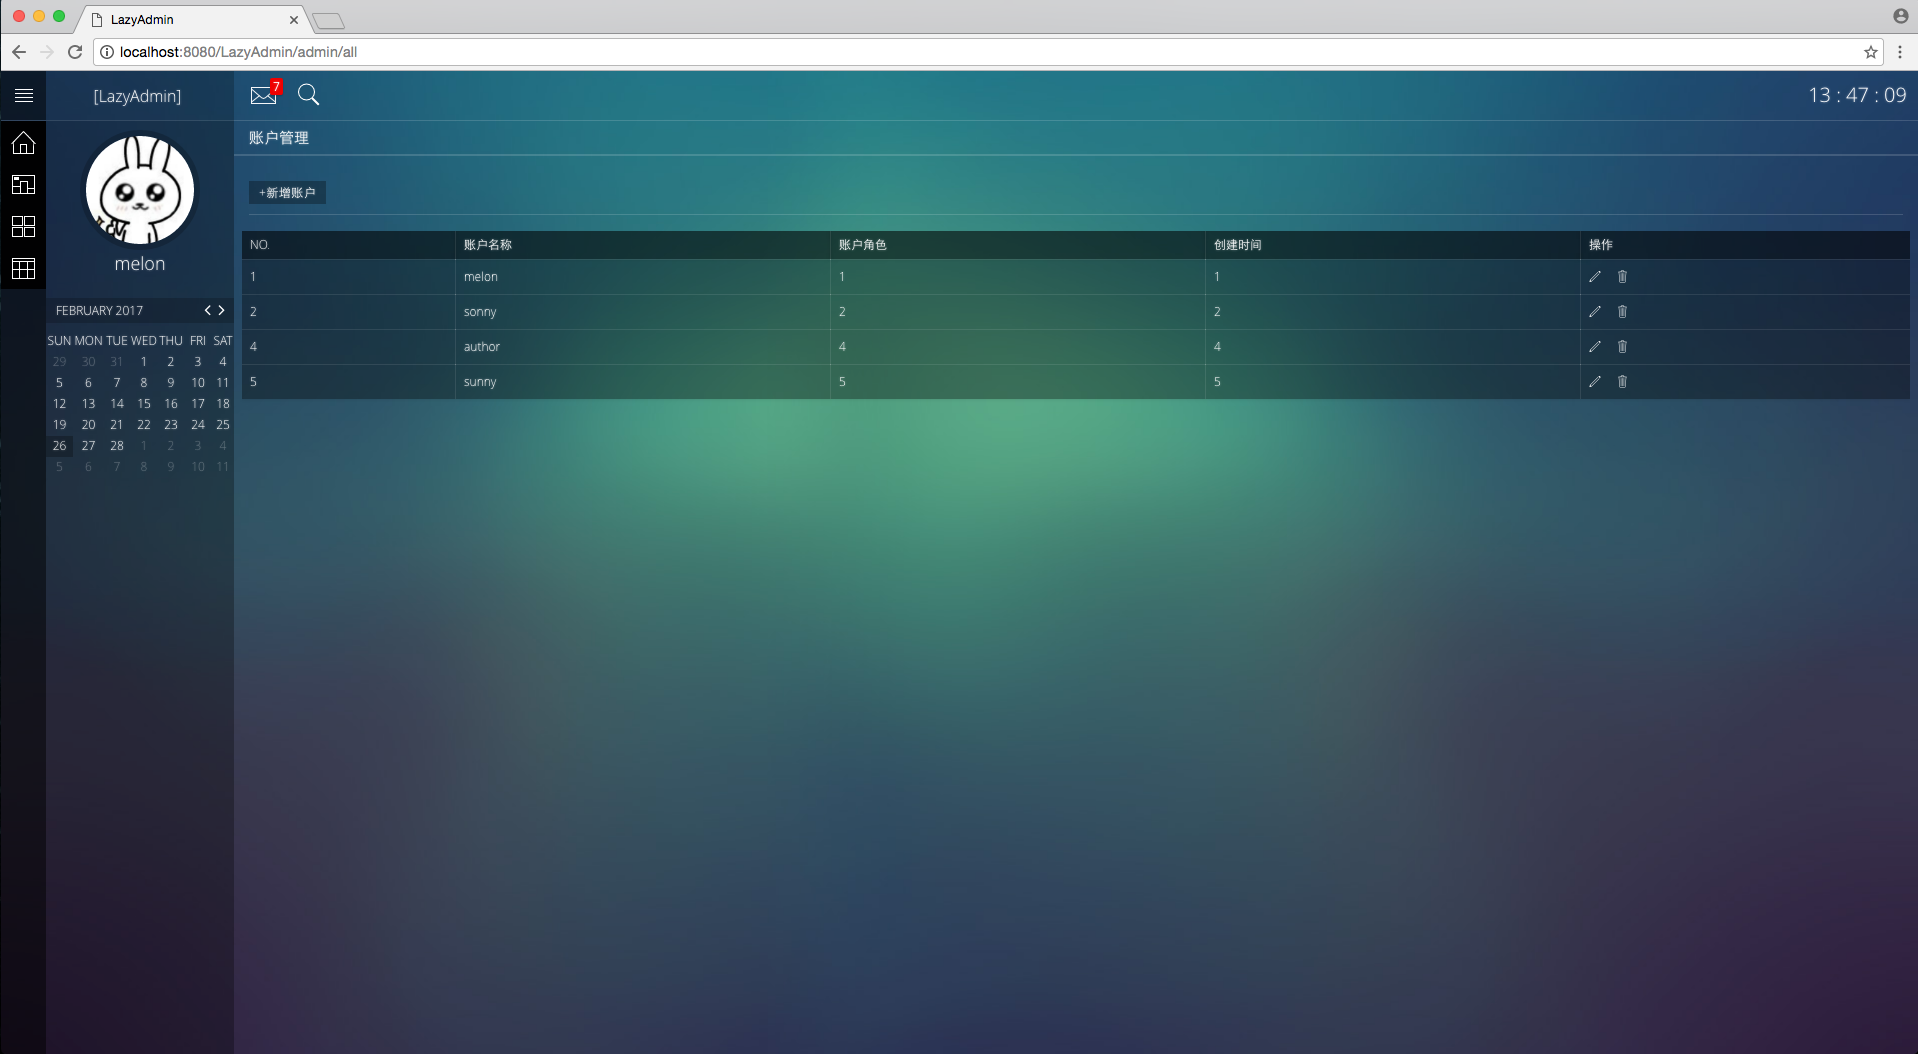 LazyAdmin
localhost:8080/LazyAdmin/admin/all
[LazyAdmin]
7
13 : 47 : 09
melon
FEBRUARY 2017
SUN MON TUE WED THU FRI SAT
29 30 31 1 2 3 4
5 6 7 8 9 10 11
12 13 14 15 16 17 18
19 20 21 22 23 24 25
26 27 28 1 2 3 4
5 6 7 8 9 10 11
账户管理
+新增账户
NO. 账户名称 账户角色 创建时间 操作
1 melon 1 1
2 sonny 2 2
4 author 4 4
5 sunny 5 5